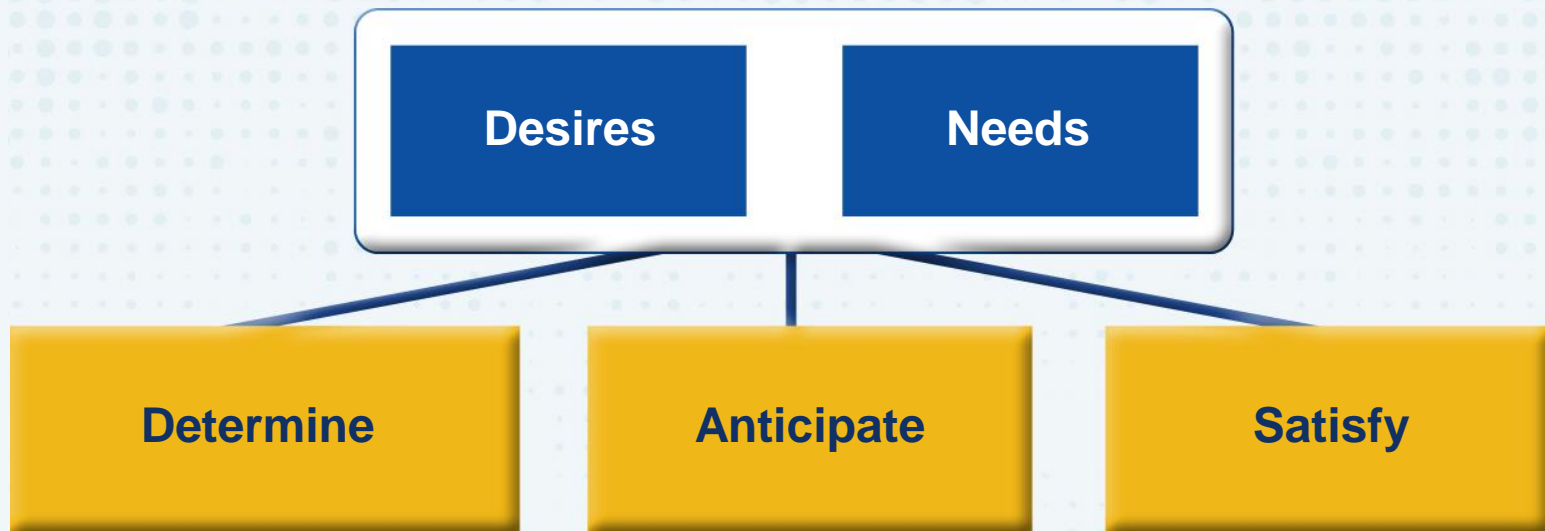 Desires
Needs
Determine
Anticipate
Satisfy